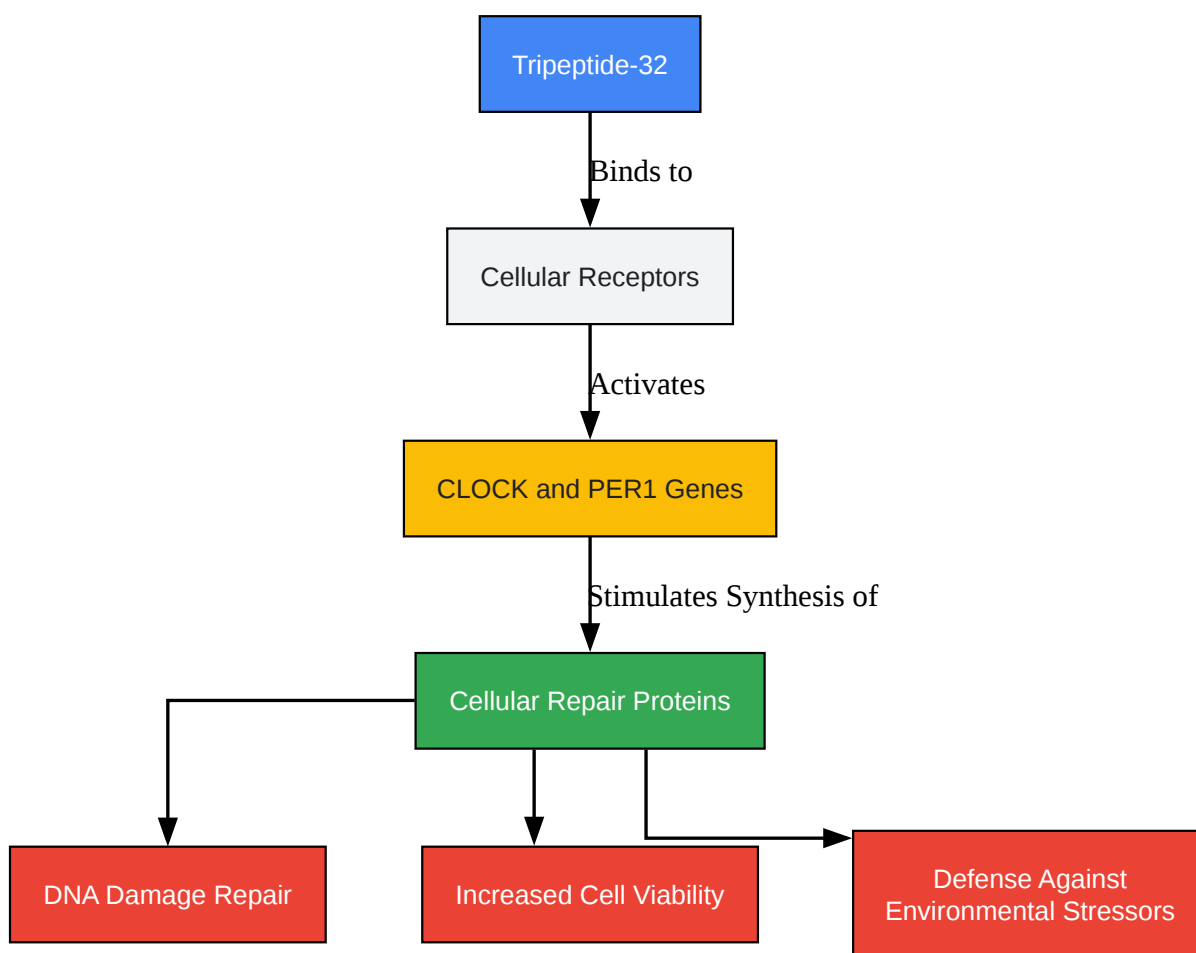 Tripeptide-32
Binds to
Cellular Receptors
Activates
CLOCK and PER1 Genes
Stimulates Synthesis of
Cellular Repair Proteins
DNA Damage Repair
Increased Cell Viability
Defense Against
Environmental Stressors